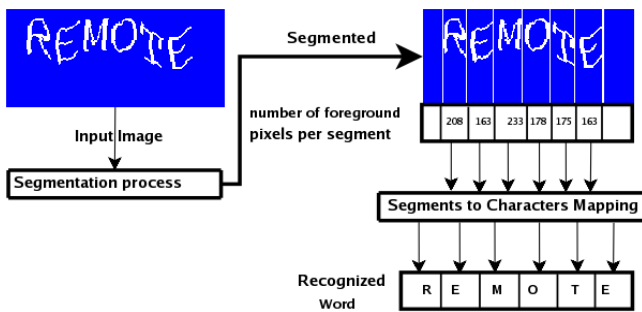 REMOTE
Input Image
Segmentation process
Segmented
REMOTE
number of foreground
pixels per segment
208 163 233 178 175 163
Segments to Characters Mapping
Recognized
Word
R E M O T E